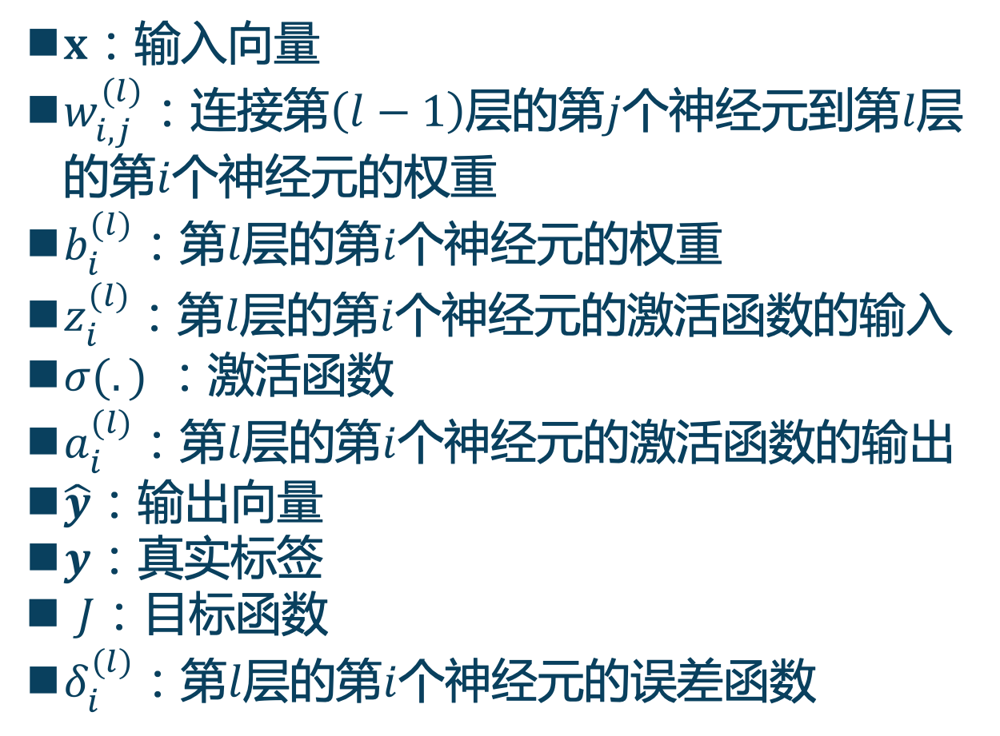 ■𝐱：输入向量
■$w_{i,j}^{(l)}$：连接第$(l-1)$层的第$j$个神经元到第$l$层
的第$i$个神经元的权重
■$b_i^{(l)}$：第$l$层的第$i$个神经元的权重
■$z_i^{(l)}$：第$l$层的第$i$个神经元的激活函数的输入
■$\sigma(.)$ ：激活函数
■$a_i^{(l)}$：第$l$层的第$i$个神经元的激活函数的输出
■$\widehat{\boldsymbol{y}}$：输出向量
■$\boldsymbol{y}$：真实标签
■ $J$：目标函数
■$\delta_i^{(l)}$：第$l$层的第$i$个神经元的误差函数